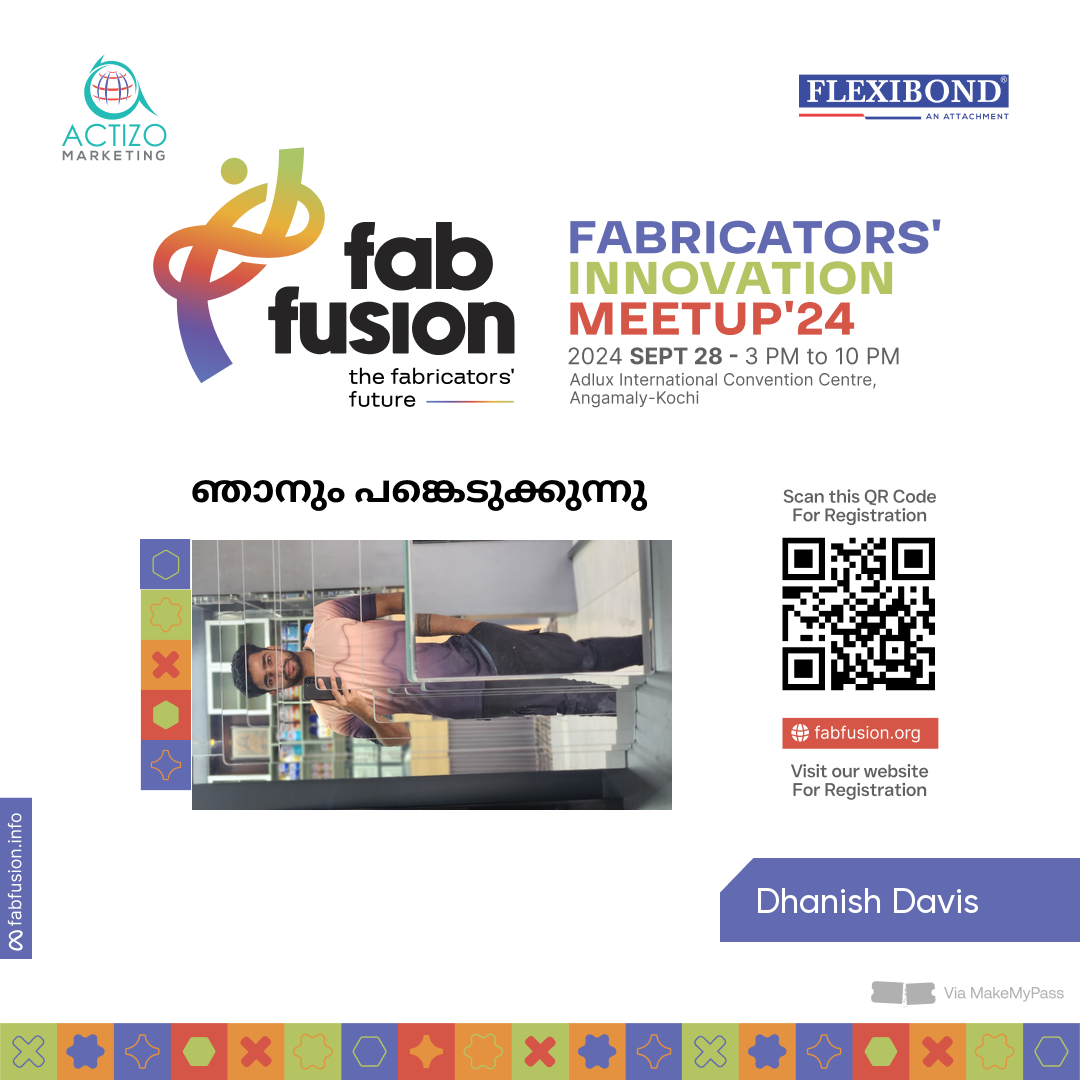 ACTIZO
MARKETING
FLEXIBOND®
AN ATTACHMENT
fab
fusion
the fabricators'
future
FABRICATORS'
INNOVATION
MEETUP'24
2024 SEPT 28 - 3 PM to 10 PM
Adlux International Convention Centre,
Angamaly-Kochi
ഞാനും പങ്കെടുക്കുന്നു
Scan this QR Code
For Registration
fabfusion.org
Visit our website
For Registration
fabfusion.info
Dhanish Davis
Via MakeMyPass